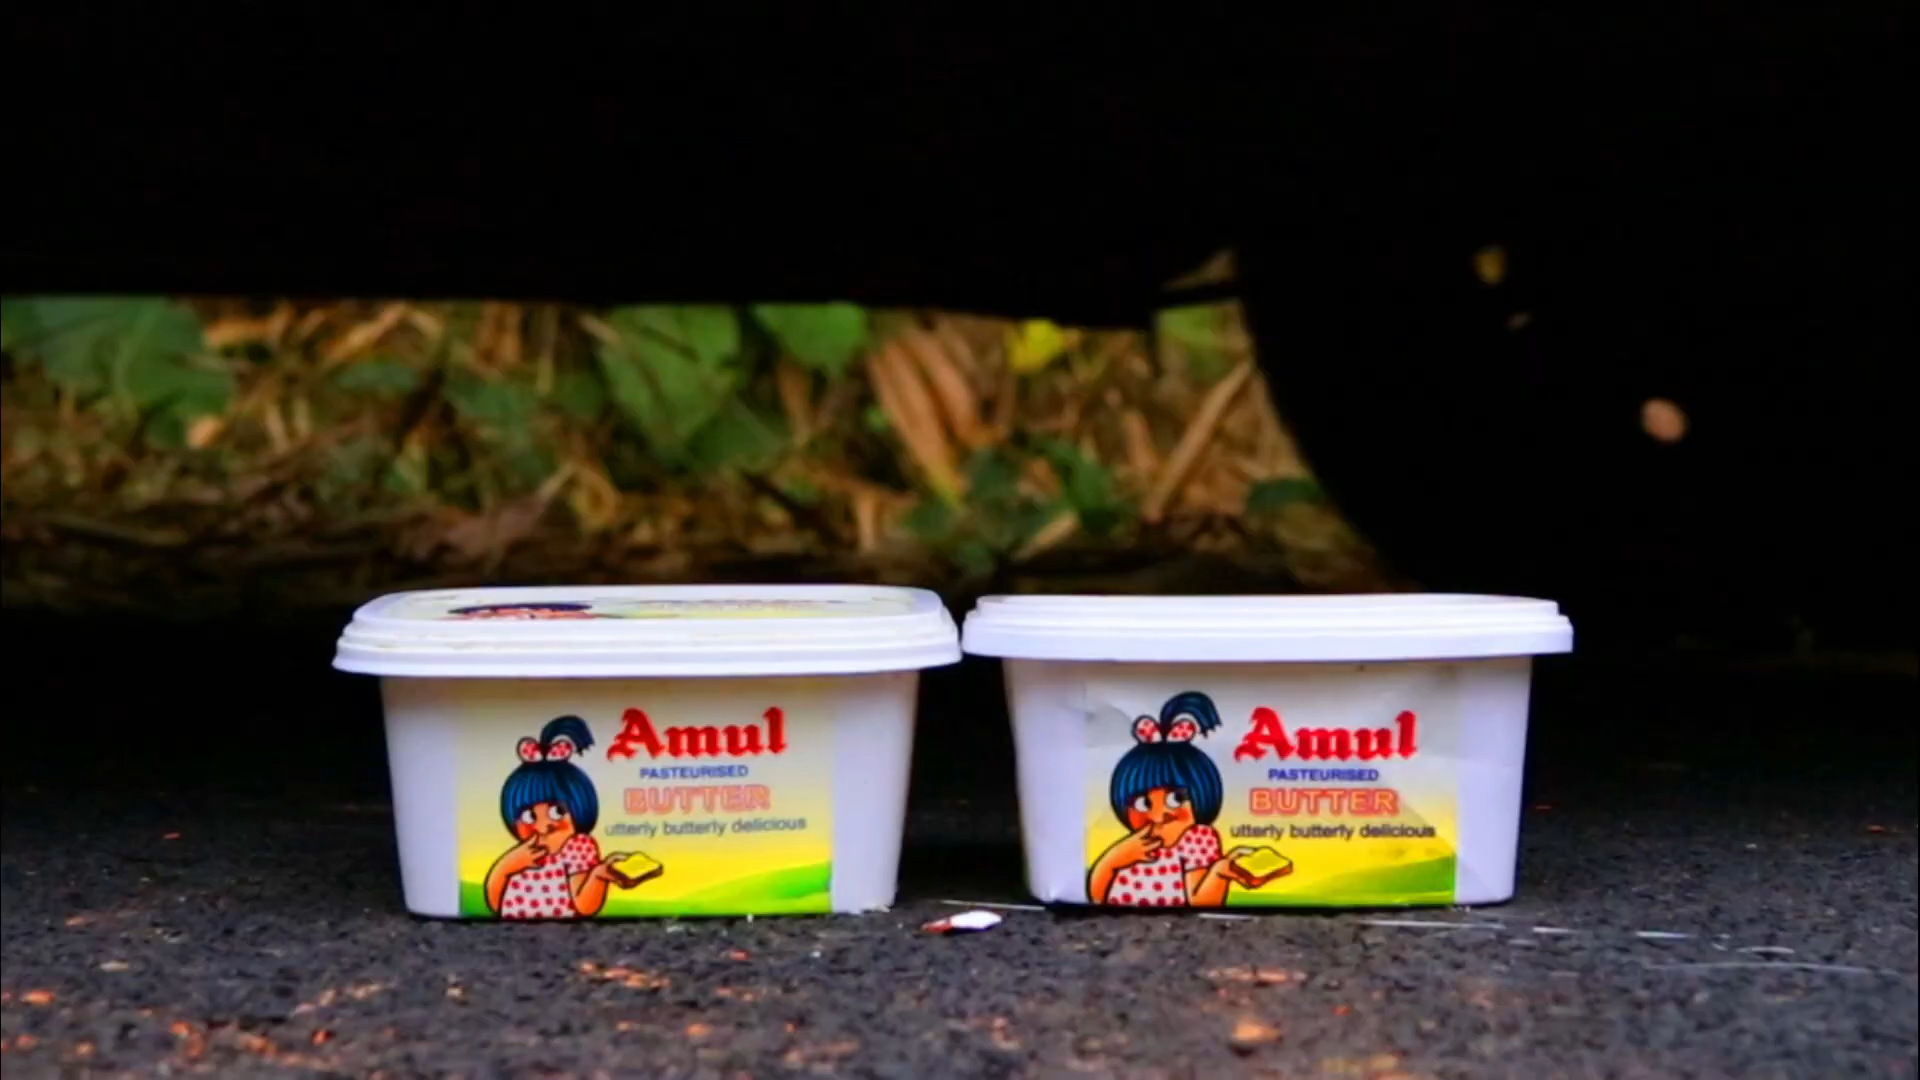 Amul
PASTEURISED
BUTTER
utterly butterly delicious
Amul
PASTEURISED
BUTTER
utterly butterly delicious